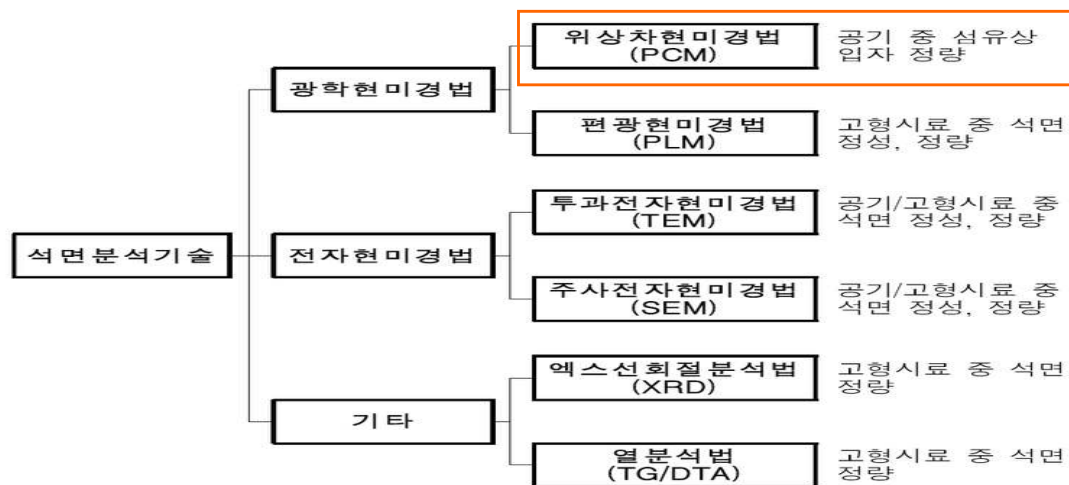 위상차현미경법
(PCM)
공기 중 섬유상
입자 정량
광학현미경법
편광현미경법
(PLM)
고형시료 중 석면
정성, 정량
투과전자현미경법
(TEM)
공기/고형시료 중
석면 정성, 정량
석면분석기술
전자현미경법
주사전자현미경법
(SEM)
공기/고형시료 중
석면 정성, 정량
엑스선회절분석법
(XRD)
고형시료 중 석면
정량
기타
열분석법
(TG/DTA)
고형시료 중 석면
정량